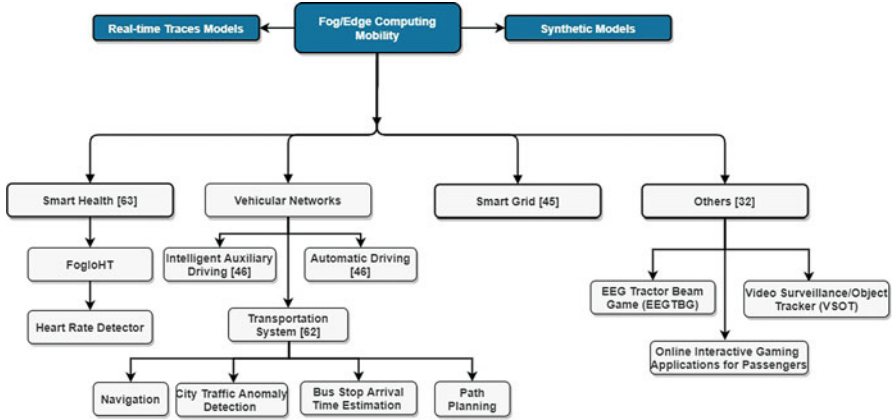 Real-time Traces Models
Fog/Edge Computing
Mobility
Synthetic Models
Smart Health [63]
Vehicular Networks
Smart Grid [45]
Others [32]
FogIoHT
Intelligent Auxiliary
Driving [46]
Automatic Driving
[46]
EEG Tractor Beam
Game (EEGTBG)
Video Surveillance/Object
Tracker (VSOT)
Heart Rate Detector
Transportation
System [62]
Online Interactive Gaming
Applications for Passengers
Navigation
City Traffic Anomaly
Detection
Bus Stop Arrival
Time Estimation
Path
Planning